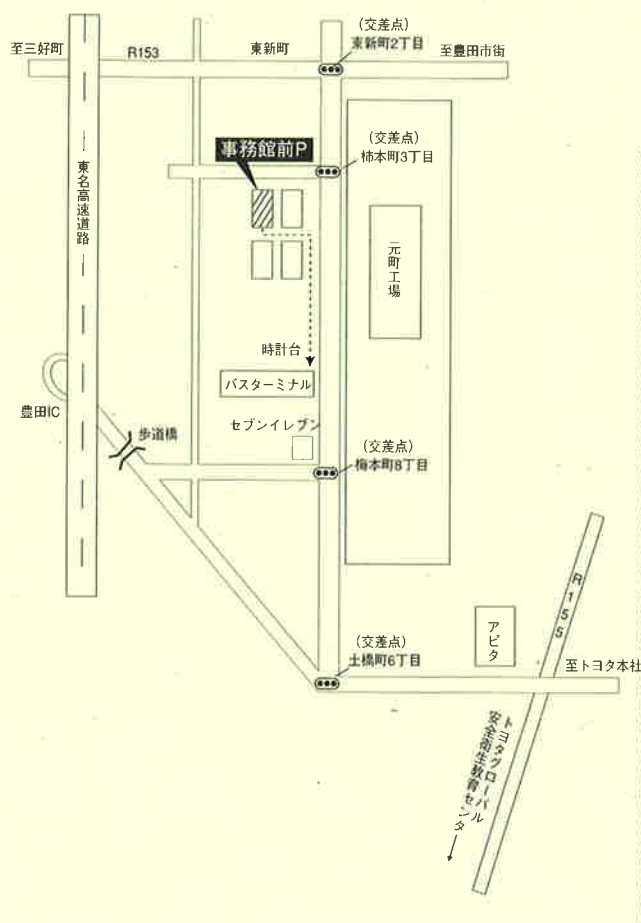 (交差点)
東新町2丁目
至三好町
R153
東新町
至豊田市街
事務館前P
(交差点)
柿本町3丁目
東名高速道路
元町工場
時計台
バスターミナル
豊田IC
セブンイレブン
歩道橋
(交差点)
梅本町8丁目
R155
アピタ
(交差点)
土橋町6丁目
至トヨタ本社
トヨタグローバル
安全衛生教育センタ